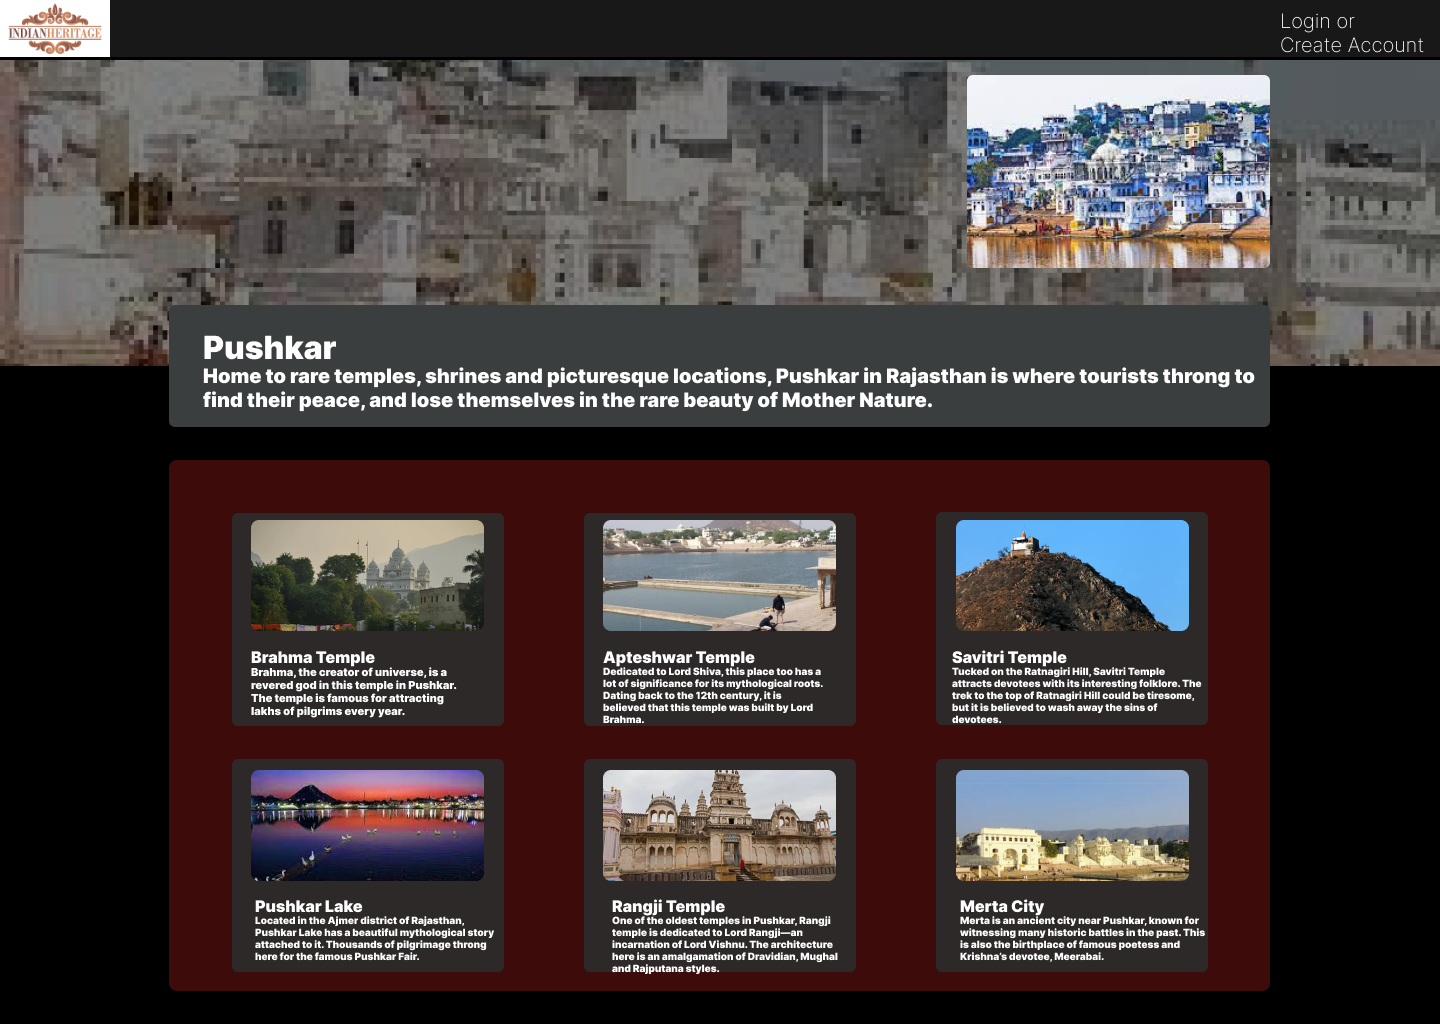 INDIANHERITAGE
Login or
Create Account
Pushkar
Home to rare temples, shrines and picturesque locations, Pushkar in Rajasthan is where tourists throng to
find their peace, and lose themselves in the rare beauty of Mother Nature.
Brahma Temple
Brahma, the creator of universe, is a
revered god in this temple in Pushkar.
The temple is famous for attracting
lakhs of pilgrims every year.
Apteshwar Temple
Dedicated to Lord Shiva, this place too has a
lot of significance for its mythological roots.
Dating back to the 12th century, it is
believed that this temple was built by Lord
Brahma.
Savitri Temple
Tucked on the Ratnagiri Hill, Savitri Temple
attracts devotees with its interesting folklore. The
trek to the top of Ratnagiri Hill could be tiresome,
but it is believed to wash away the sins of
devotees.
Pushkar Lake
Located in the Ajmer district of Rajasthan,
Pushkar Lake has a beautiful mythological story
attached to it. Thousands of pilgrimage throng
here for the famous Pushkar Fair.
Rangji Temple
One of the oldest temples in Pushkar, Rangji
temple is dedicated to Lord Rangji—an
incarnation of Lord Vishnu. The architecture
here is an amalgamation of Dravidian, Mughal
and Rajputana styles.
Merta City
Merta is an ancient city near Pushkar, known for
witnessing many historic battles in the past. This
is also the birthplace of famous poetess and
Krishna’s devotee, Meerabai.